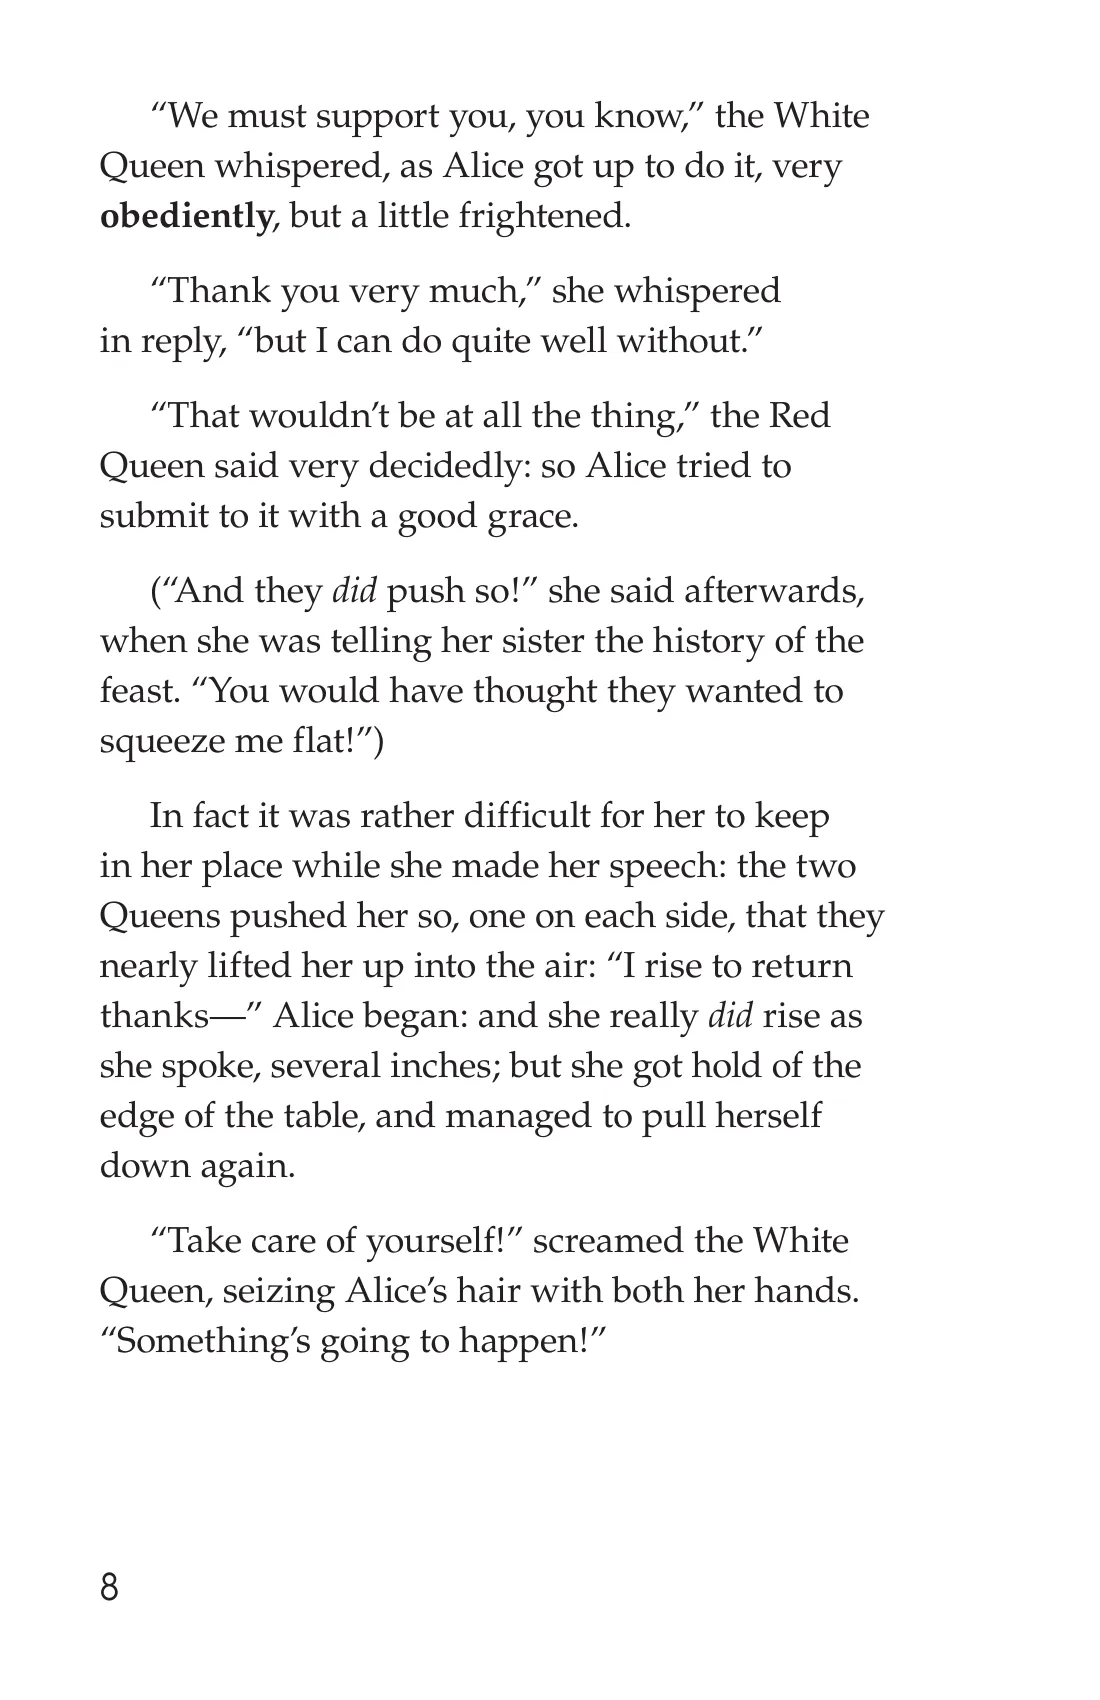 “We must support you, you know,” the White
Queen whispered, as Alice got up to do it, very
obediently, but a little frightened.
“Thank you very much,” she whispered
in reply, “but I can do quite well without.”
“That wouldn’t be at all the thing,” the Red
Queen said very decidedly: so Alice tried to
submit to it with a good grace.
(“And they did push so!” she said afterwards,
when she was telling her sister the history of the
feast. “You would have thought they wanted to
squeeze me flat!”)
In fact it was rather difficult for her to keep
in her place while she made her speech: the two
Queens pushed her so, one on each side, that they
nearly lifted her up into the air: “I rise to return
thanks—” Alice began: and she really did rise as
she spoke, several inches; but she got hold of the
edge of the table, and managed to pull herself
down again.
“Take care of yourself!” screamed the White
Queen, seizing Alice’s hair with both her hands.
“Something’s going to happen!”
8